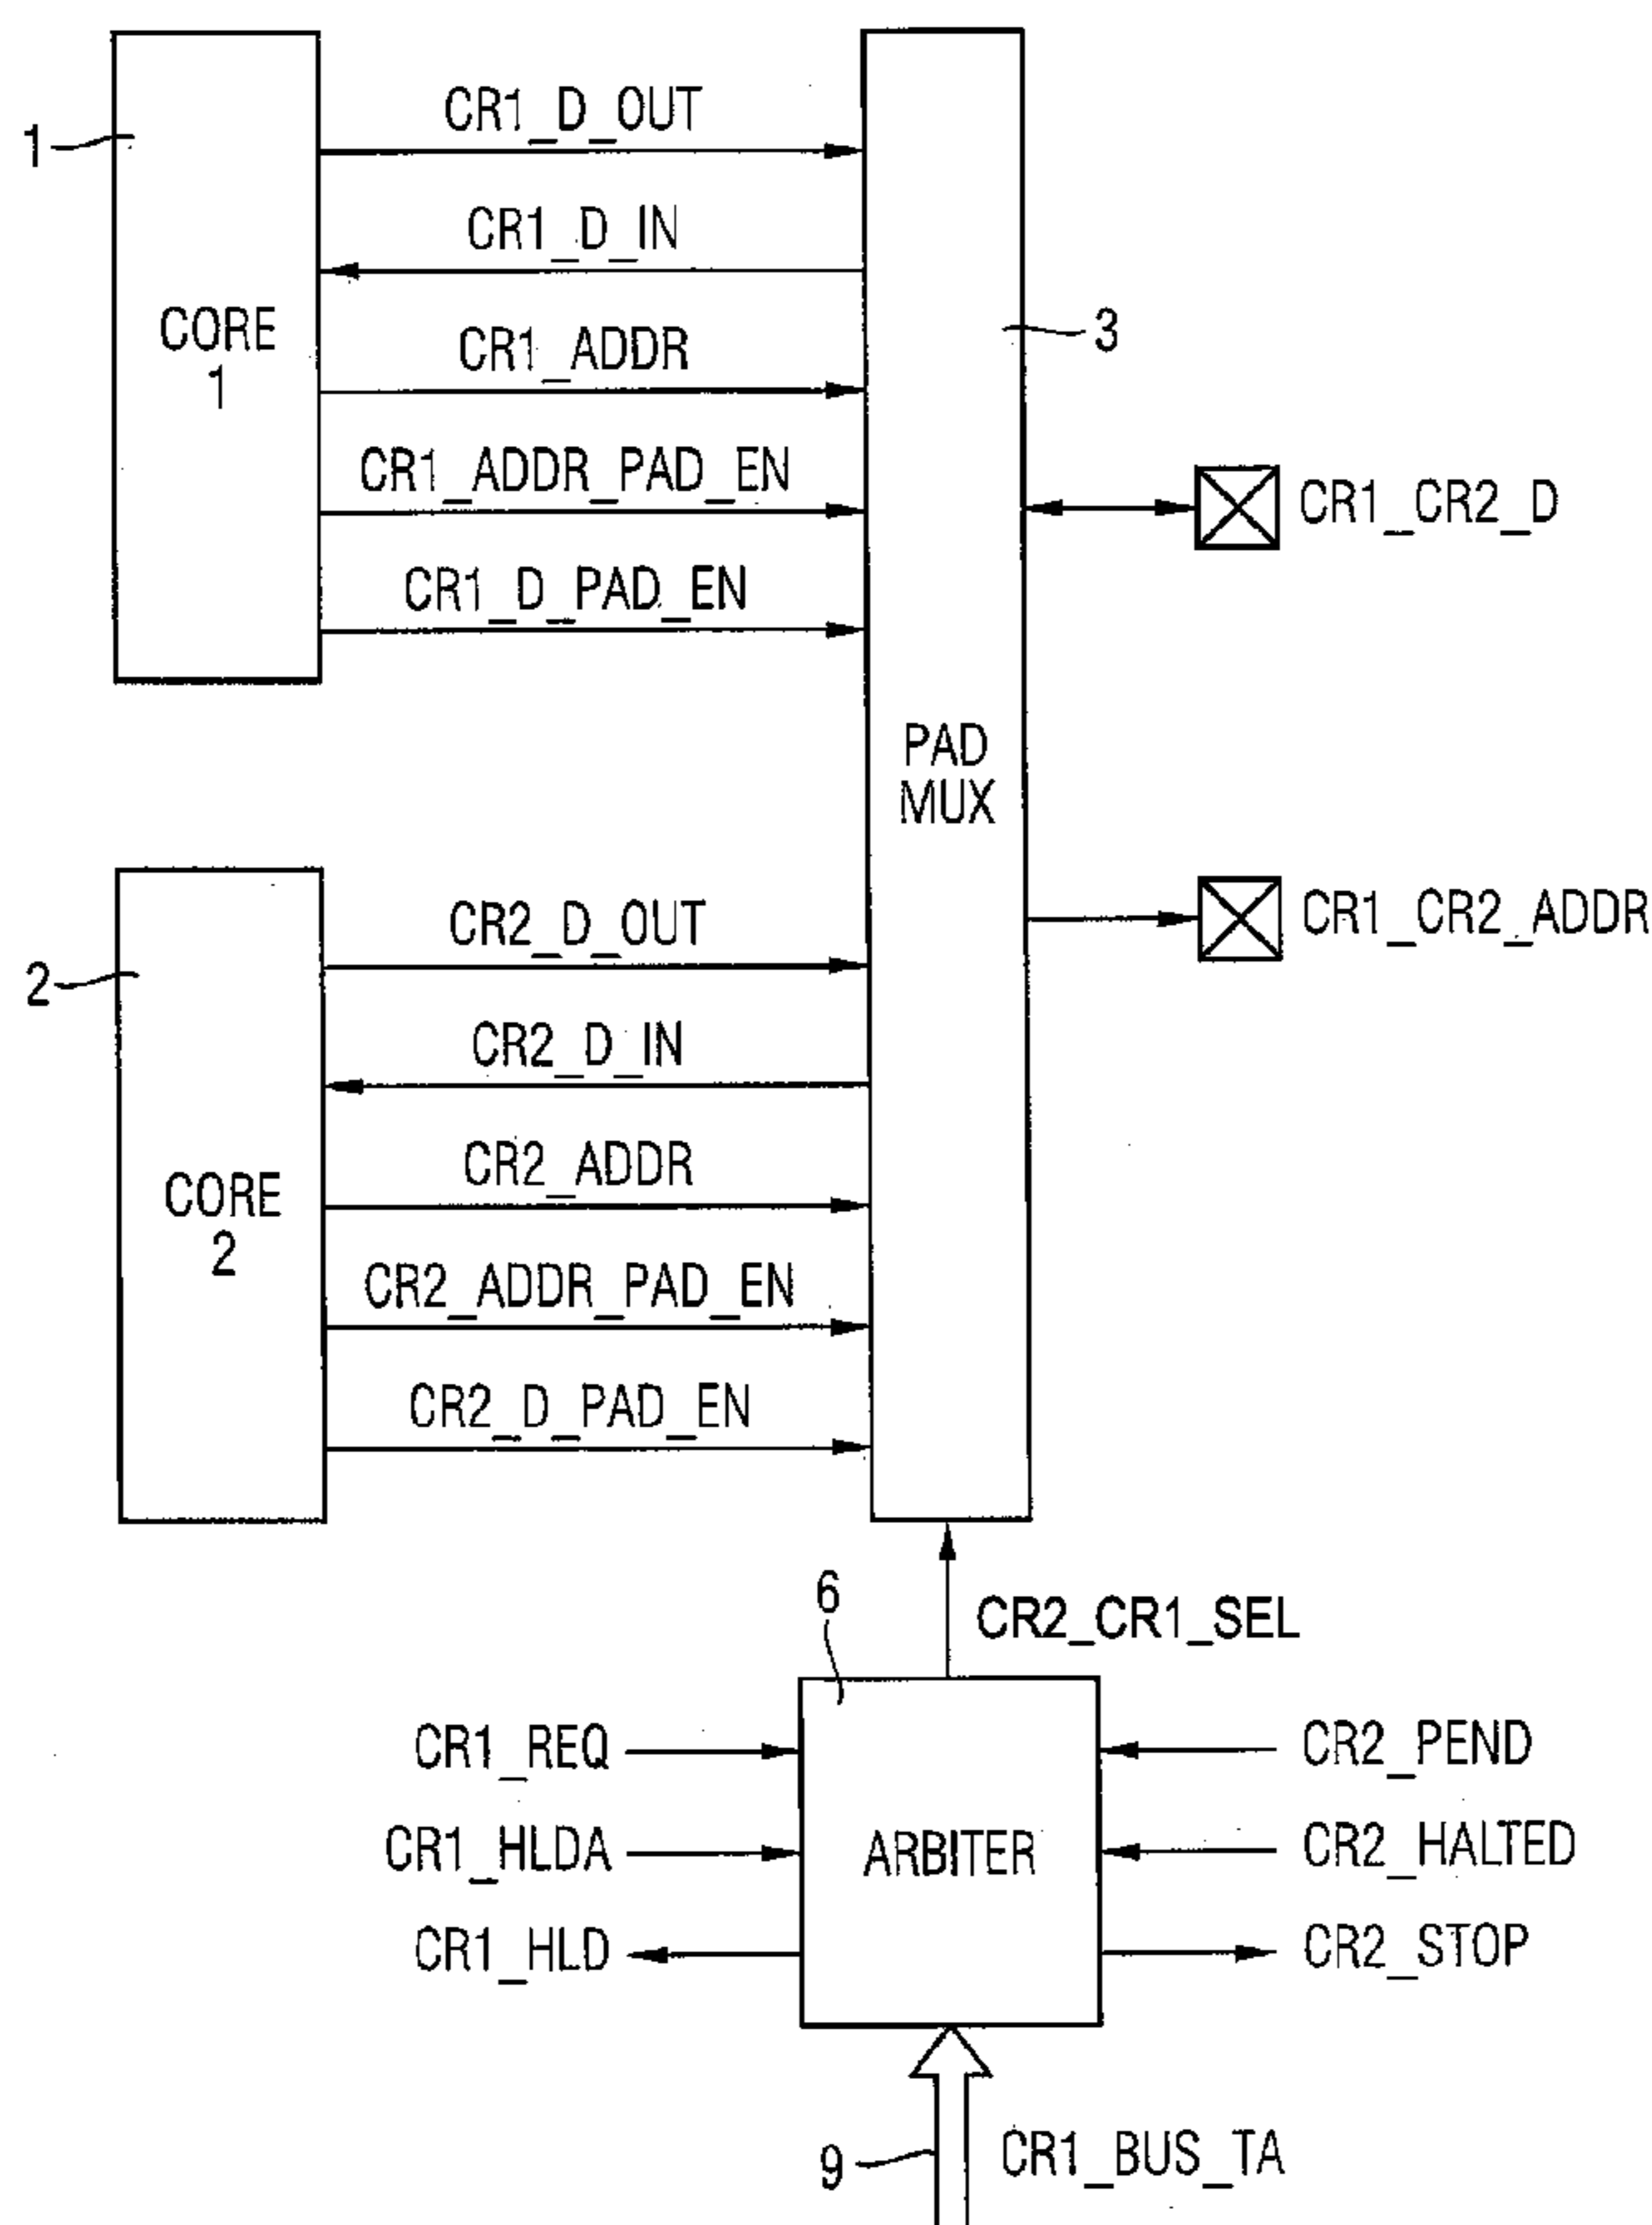 1
CORE
1
CR1_D_OUT
CR1_D_IN
CR1_ADDR
CR1_ADDR_PAD_EN
CR1_D_PAD_EN
3
PAD
MUX
CR1_CR2_D
CR1_CR2_ADDR
2
CORE
2
CR2_D_OUT
CR2_D_IN
CR2_ADDR
CR2_ADDR_PAD_EN
CR2_D_PAD_EN
6
CR2_CR1_SEL
CR1_REQ
CR1_HLDA
CR1_HLD
ARBITER
CR2_PEND
CR2_HALTED
CR2_STOP
9
CR1_BUS_TA